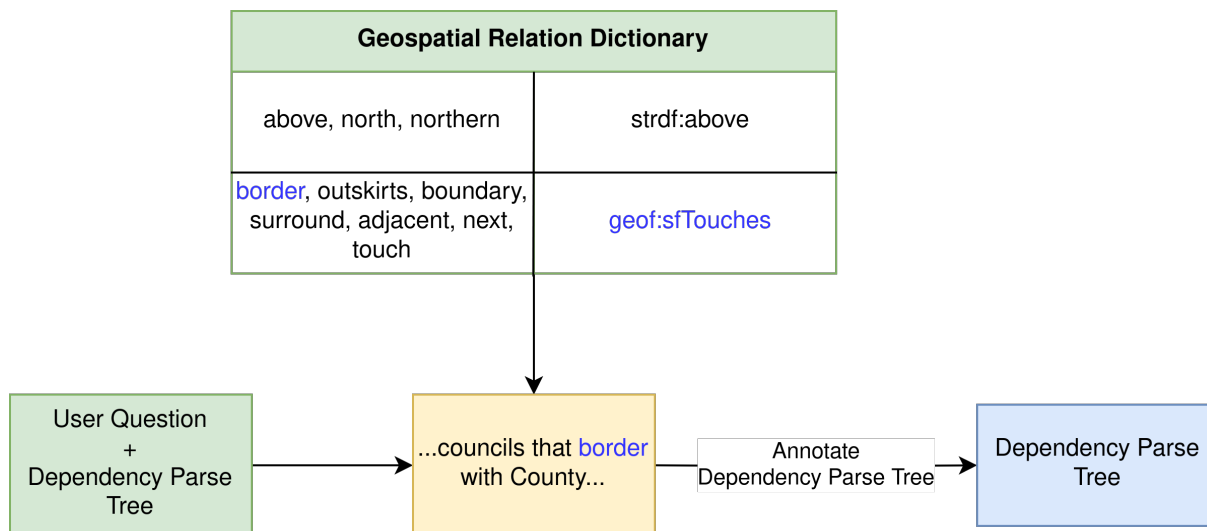 Geospatial Relation Dictionary
above, north, northern
strdf:above
border, outskirts, boundary,
surround, adjacent, next,
touch
geof:sfTouches
User Question
+
Dependency Parse
Tree
...councils that border
with County...
Annotate
Dependency Parse Tree
Dependency Parse
Tree